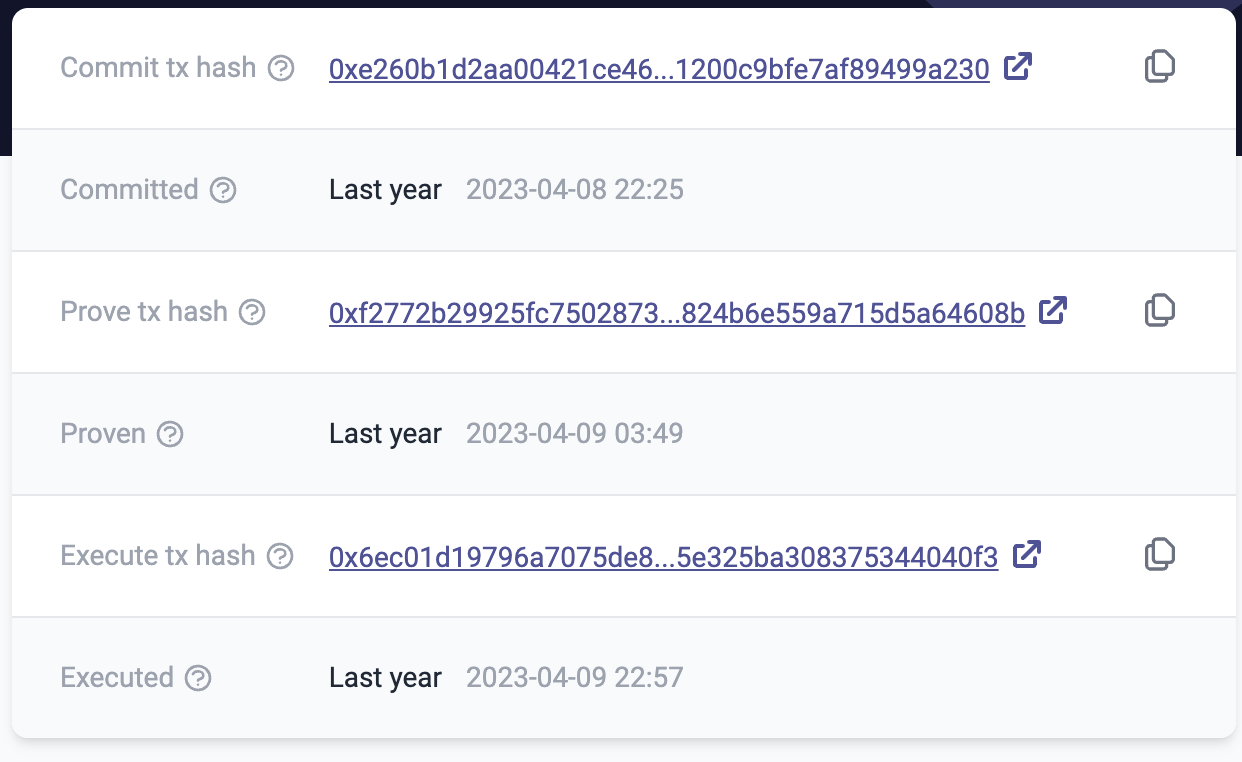 Commit tx hash 0xe260b1d2aa00421ce46...1200c9bfe7af89499a230
Committed Last year 2023-04-08 22:25
Prove tx hash 0xf2772b29925fc7502873...824b6e559a715d5a64608b
Proven Last year 2023-04-09 03:49
Execute tx hash 0x6ec01d19796a7075de8...5e325ba308375344040f3
Executed Last year 2023-04-09 22:57